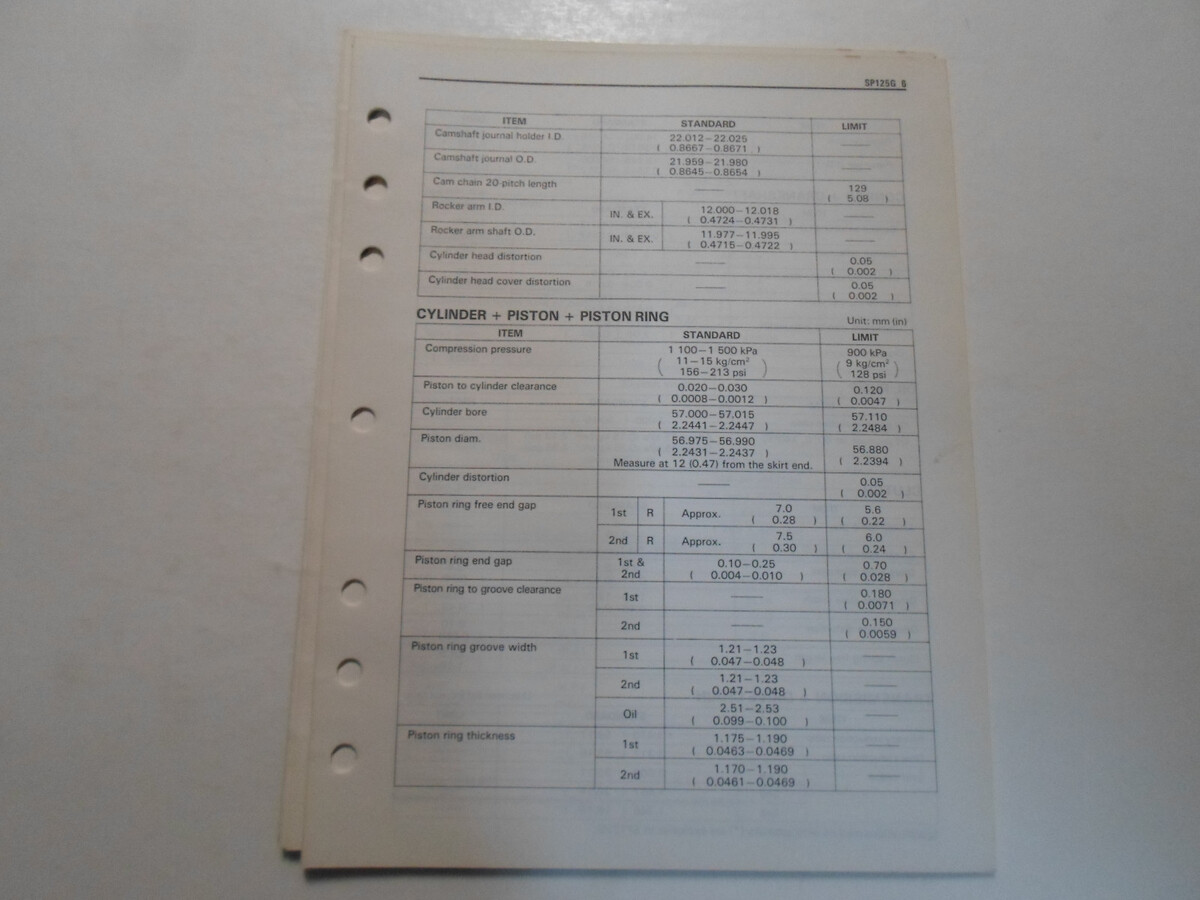 SP125G 6
ITEM STANDARD LIMIT
Camshaft journal holder I.D. 22.012–22.025 ——
( 0.8667–0.8671 )
Camshaft journal O.D. 21.959–21.980 ——
( 0.8645–0.8654 )
Cam chain 20-pitch length —— 129
( 5.08 )
Rocker arm I.D. IN. & EX. 12.000–12.018 ——
( 0.4724–0.4731 )
Rocker arm shaft O.D. IN. & EX. 11.977–11.995 ——
( 0.4715–0.4722 )
Cylinder head distortion —— 0.05
( 0.002 )
Cylinder head cover distortion —— 0.05
( 0.002 )
CYLINDER + PISTON + PISTON RING Unit: mm (in)
ITEM STANDARD LIMIT
Compression pressure 1 100–1 500 kPa 900 kPa
( 11–15 kg/cm² ) ( 9 kg/cm² )
156–213 psi 128 psi
Piston to cylinder clearance 0.020–0.030 0.120
( 0.0008–0.0012 ) ( 0.0047 )
Cylinder bore 57.000–57.015 57.110
( 2.2441–2.2447 ) ( 2.2484 )
Piston diam. 56.975–56.990 56.880
( 2.2431–2.2437 ) ( 2.2394 )
Measure at 12 (0.47) from the skirt end.
Cylinder distortion —— 0.05
( 0.002 )
Piston ring free end gap 1st R Approx. 7.0 5.6
( 0.28 ) ( 0.22 )
2nd R Approx. 7.5 6.0
( 0.30 ) ( 0.24 )
Piston ring end gap 1st & 0.10–0.25 0.70
2nd ( 0.004–0.010 ) ( 0.028 )
Piston ring to groove clearance 1st —— 0.180
( 0.0071 )
2nd —— 0.150
( 0.0059 )
Piston ring groove width 1st 1.21–1.23 ——
( 0.047–0.048 )
2nd 1.21–1.23 ——
( 0.047–0.048 )
Oil 2.51–2.53 ——
( 0.099–0.100 )
Piston ring thickness 1st 1.175–1.190 ——
( 0.0463–0.0469 )
2nd 1.170–1.190 ——
( 0.0461–0.0469 )